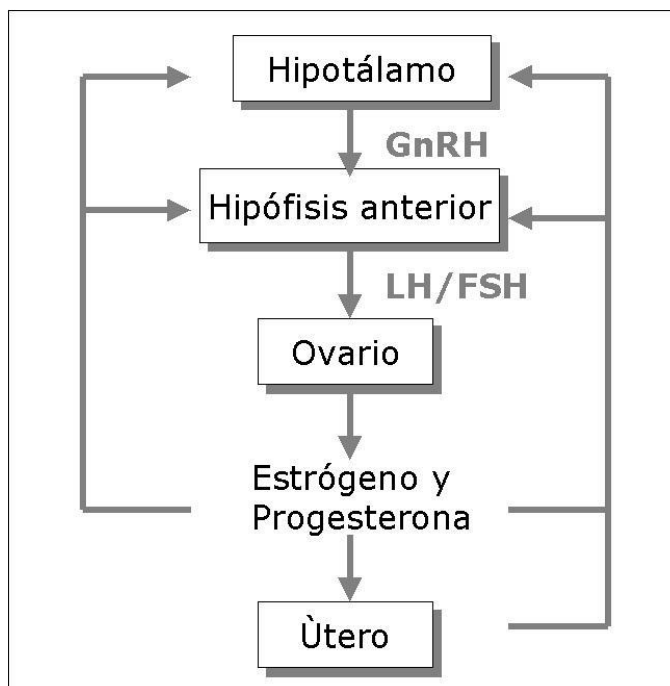 Hipotálamo
GnRH
Hipófisis anterior
LH/FSH
Ovario
Estrógeno y
Progesterona
Ùtero